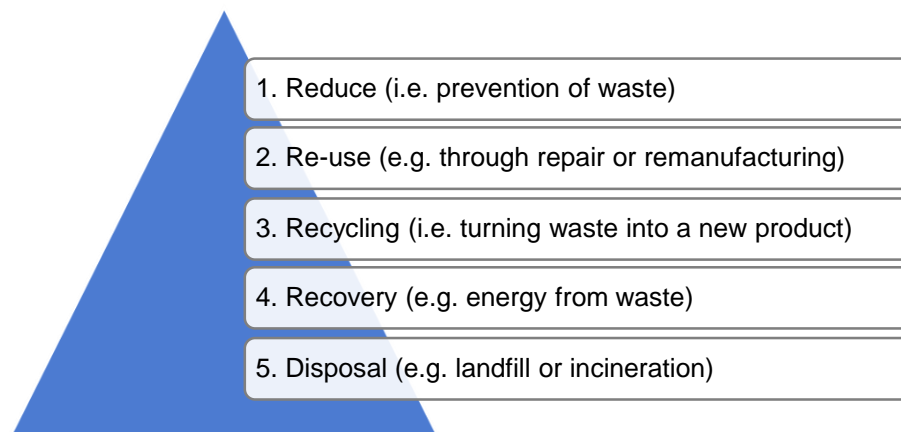 1. Reduce (i.e. prevention of waste)
2. Re-use (e.g. through repair or remanufacturing)
3. Recycling (i.e. turning waste into a new product)
4. Recovery (e.g. energy from waste)
5. Disposal (e.g. landfill or incineration)